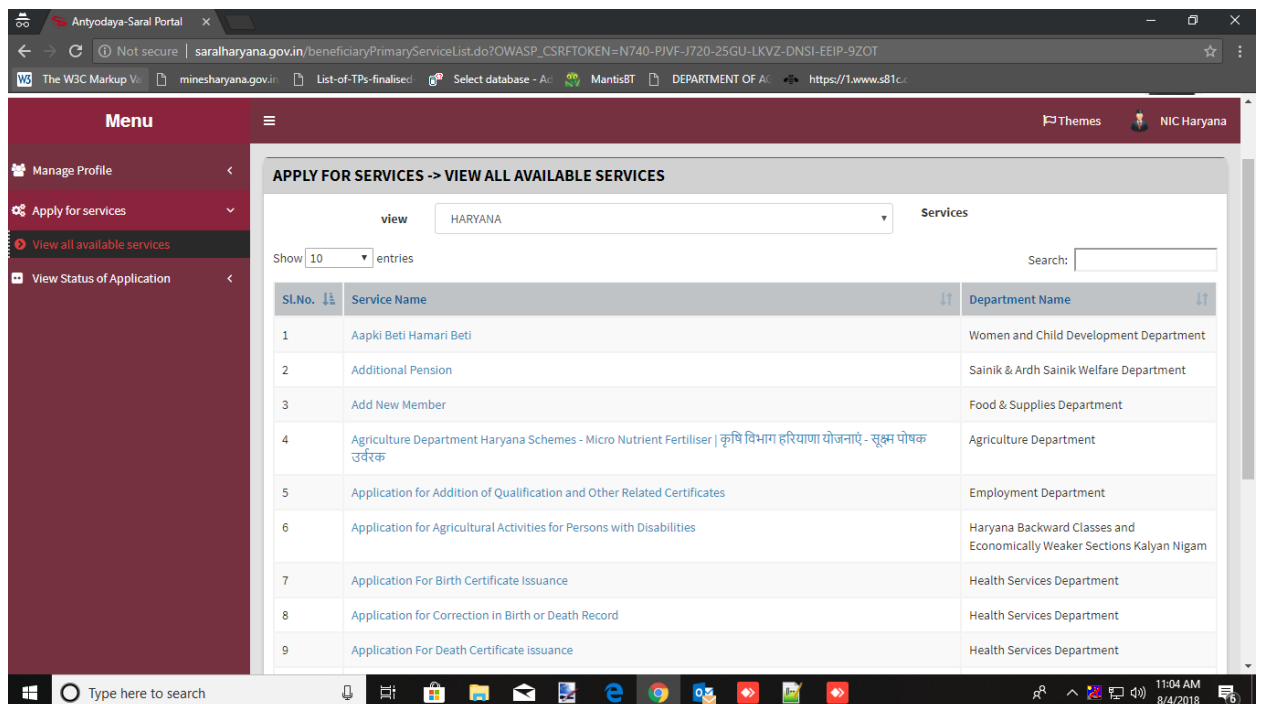 Antyodaya-Saral Portal
Not secure | saralharyana.gov.in/beneficiaryPrimaryServiceList.do?OWASP_CSRFTOKEN=N740-PJVF-J720-25GU-LKVZ-DNSI-EEIP-9ZOT
The W3C Markup Va minesharyana.gov.in List-of-TPs-finalised- Select database - Ad MantisBT DEPARTMENT OF AG https://1.www.s81c.c
Menu
Themes NIC Haryana
Manage Profile
APPLY FOR SERVICES -> VIEW ALL AVAILABLE SERVICES
Apply for services
view HARYANA Services
View all available services
Show 10 entries Search:
View Status of Application
Sl.No. Service Name Department Name
1 Aapki Beti Hamari Beti Women and Child Development Department
2 Additional Pension Sainik & Ardh Sainik Welfare Department
3 Add New Member Food & Supplies Department
4 Agriculture Department Haryana Schemes - Micro Nutrient Fertiliser | कृषि विभाग हरियाणा योजनाएं - सूक्ष्म पोषक Agriculture Department
उर्वरक
5 Application for Addition of Qualification and Other Related Certificates Employment Department
6 Application for Agricultural Activities for Persons with Disabilities Haryana Backward Classes and
Economically Weaker Sections Kalyan Nigam
7 Application For Birth Certificate Issuance Health Services Department
8 Application for Correction in Birth or Death Record Health Services Department
9 Application For Death Certificate issuance Health Services Department
Type here to search
11:04 AM
8/4/2018
6